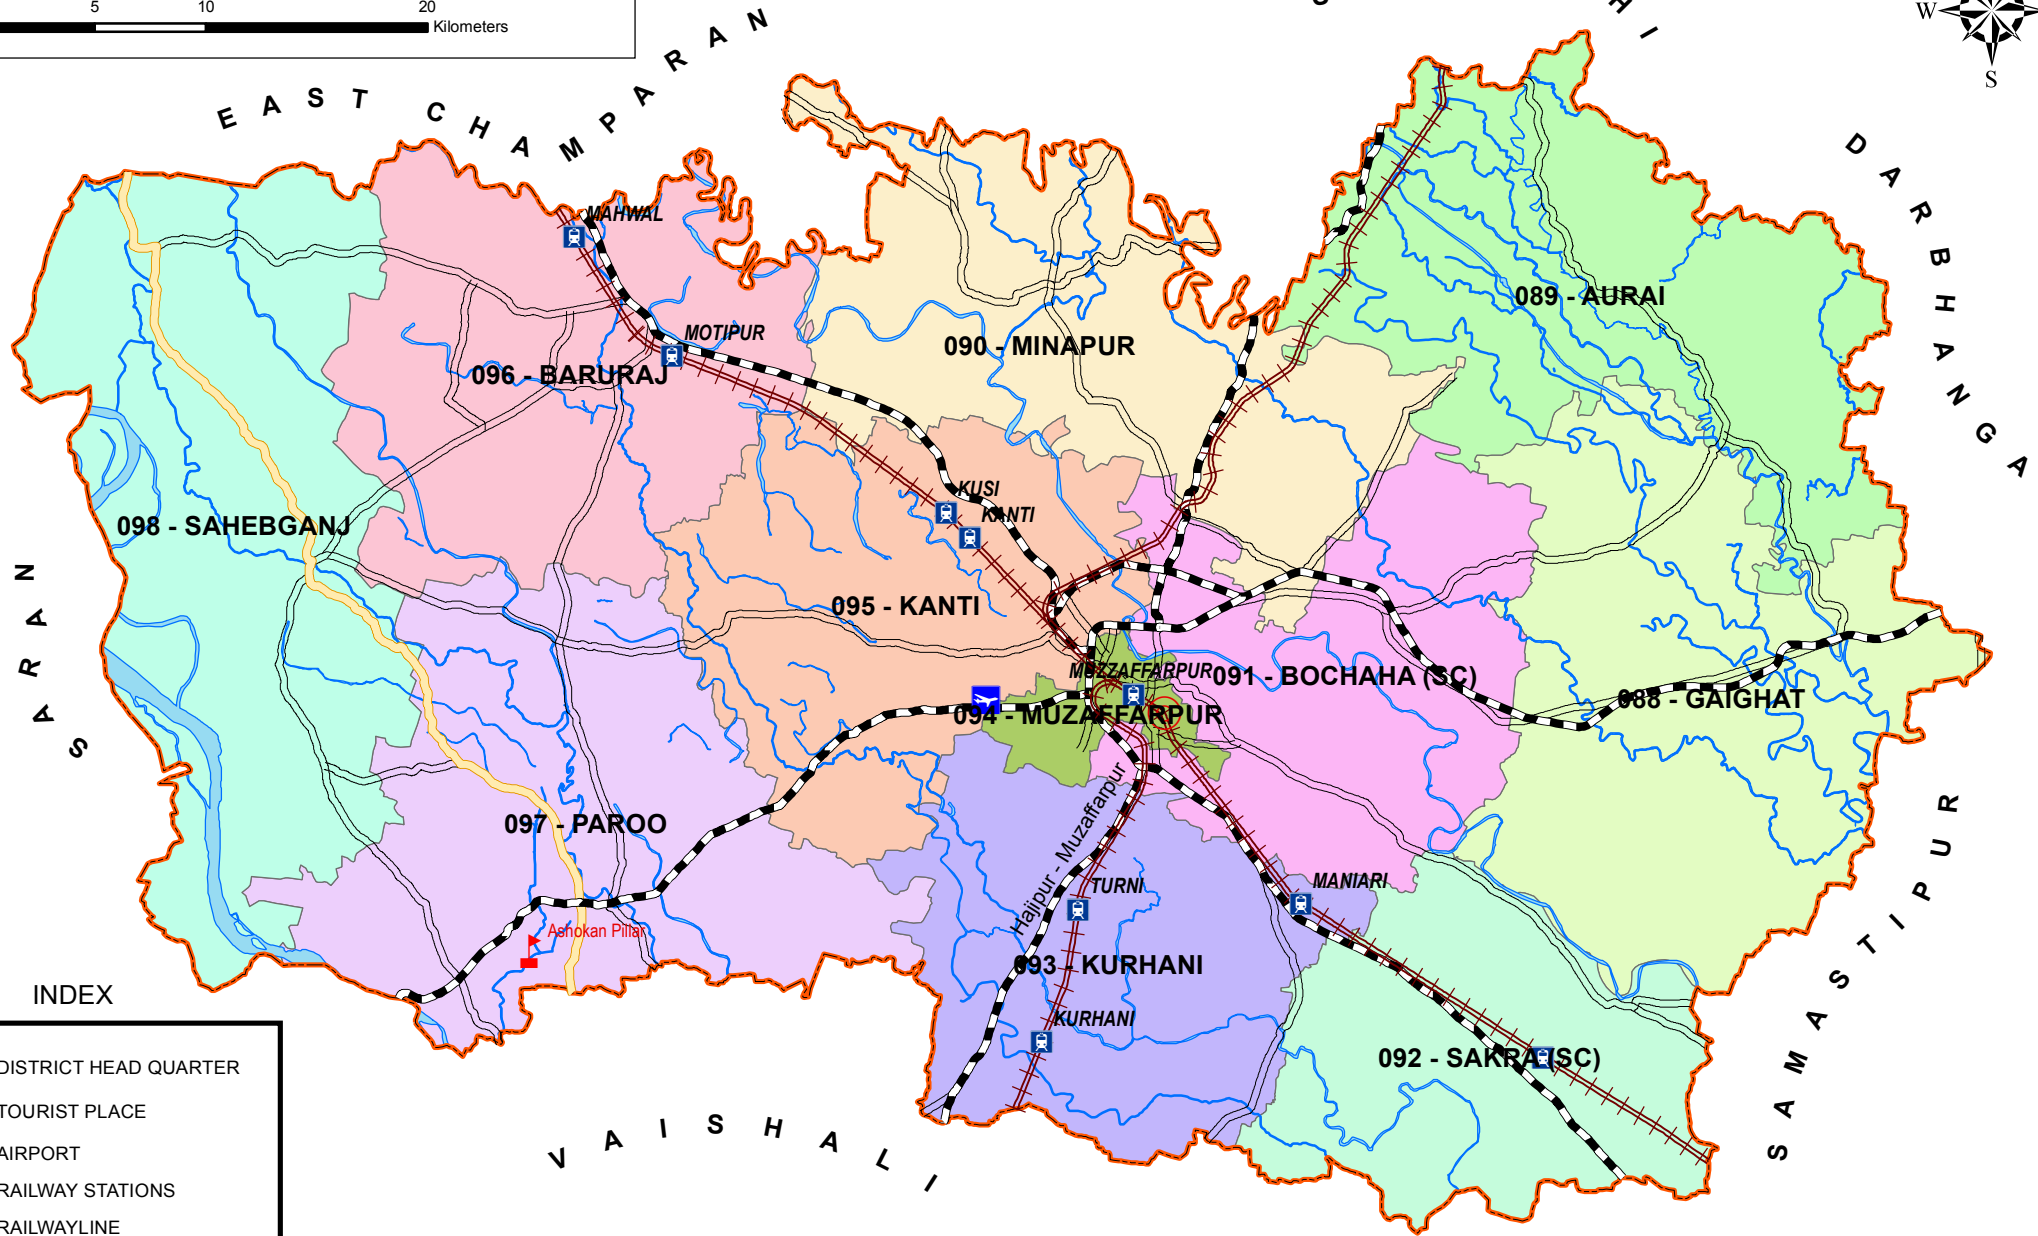 5 10 20
Kilometers
W
S
EAST CHAMPARAN
HI
DARBHANGA
MAHWAL
MOTIPUR
089 - AURAI
090 - MINAPUR
096 - BARURAJ
KUSI
KANTI
098 - SAHEBGANJ
SARAN
095 - KANTI
MUZZAFFARPUR
091 - BOCHAHA (SC)
088 - GAIGHAT
094 - MUZAFFARPUR
Hajipur - Muzaffarpur
097 - PAROO
TURNI
MANIARI
Ashokan Pillar
093 - KURHANI
KURHANI
092 - SAKRA (SC)
SAMASTIPUR
VAISHALI
INDEX
DISTRICT HEAD QUARTER
TOURIST PLACE
AIRPORT
RAILWAY STATIONS
RAILWAYLINE